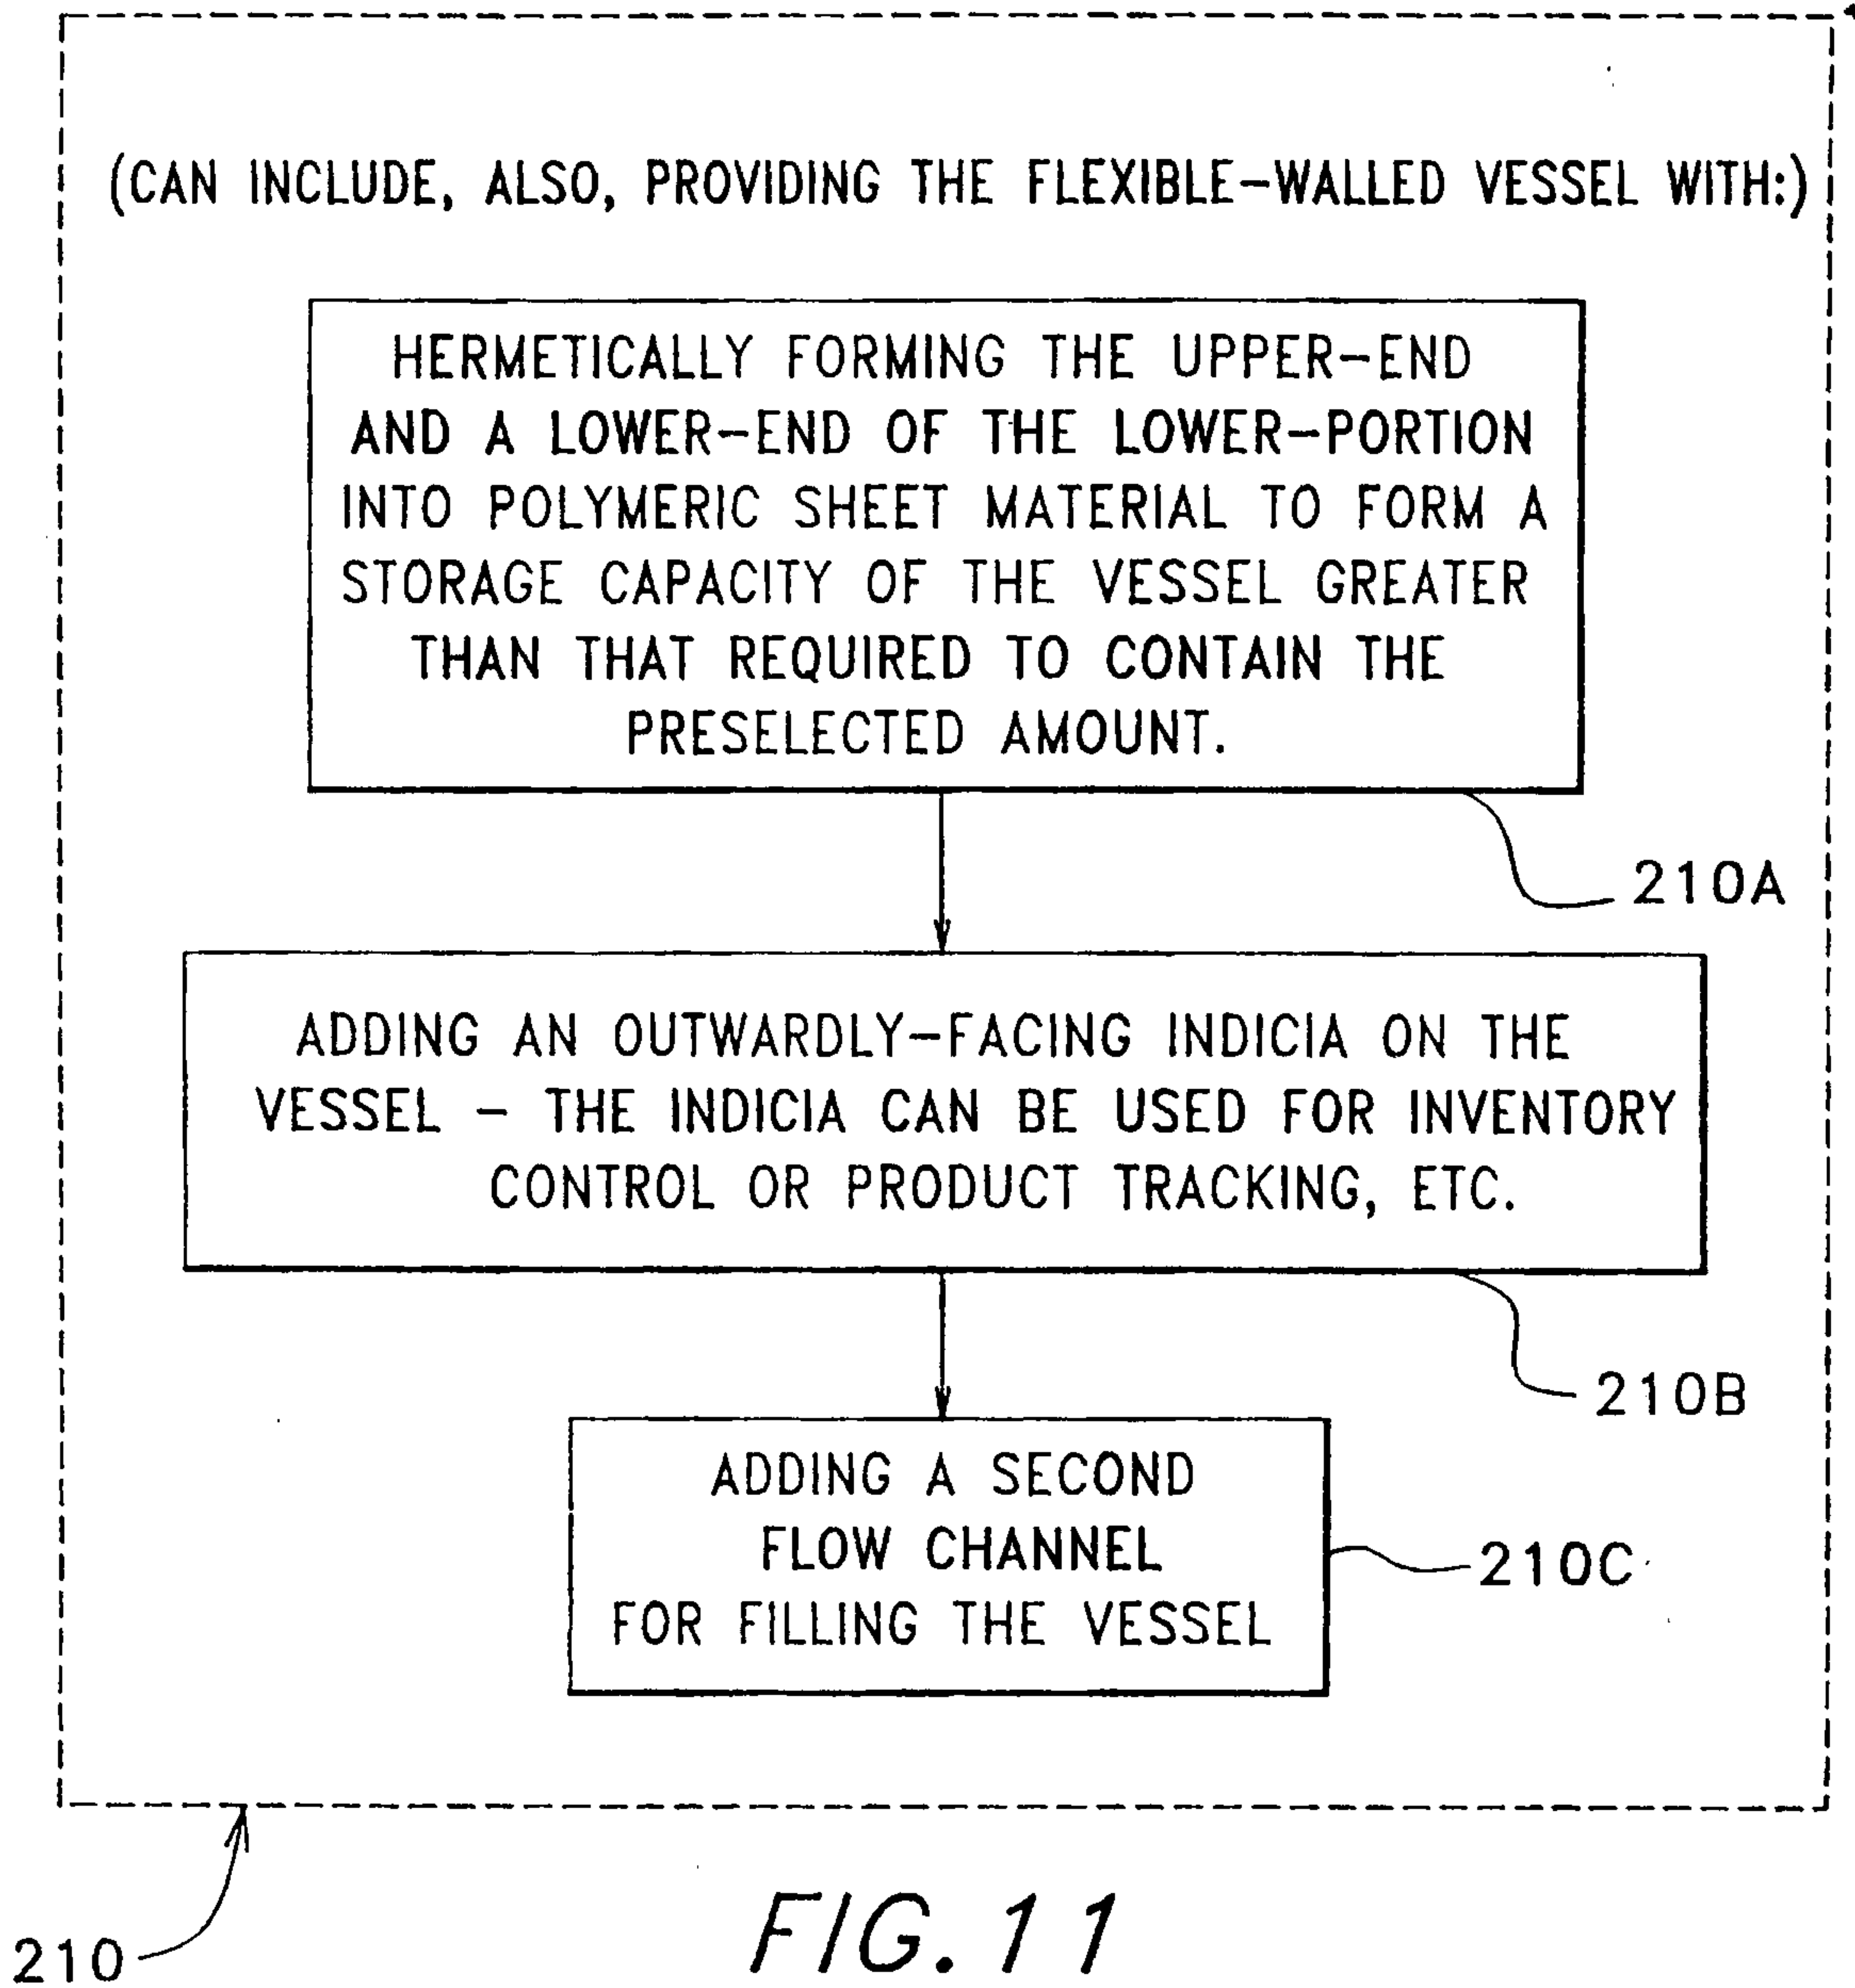 (CAN INCLUDE, ALSO, PROVIDING THE FLEXIBLE-WALLED VESSEL WITH:)
HERMETICALLY FORMING THE UPPER-END
AND A LOWER-END OF THE LOWER-PORTION
INTO POLYMERIC SHEET MATERIAL TO FORM A
STORAGE CAPACITY OF THE VESSEL GREATER
THAN THAT REQUIRED TO CONTAIN THE
PRESELECTED AMOUNT.
210A
ADDING AN OUTWARDLY-FACING INDICIA ON THE
VESSEL - THE INDICIA CAN BE USED FOR INVENTORY
CONTROL OR PRODUCT TRACKING, ETC.
210B
ADDING A SECOND
FLOW CHANNEL
FOR FILLING THE VESSEL
210C
210
FIG.11